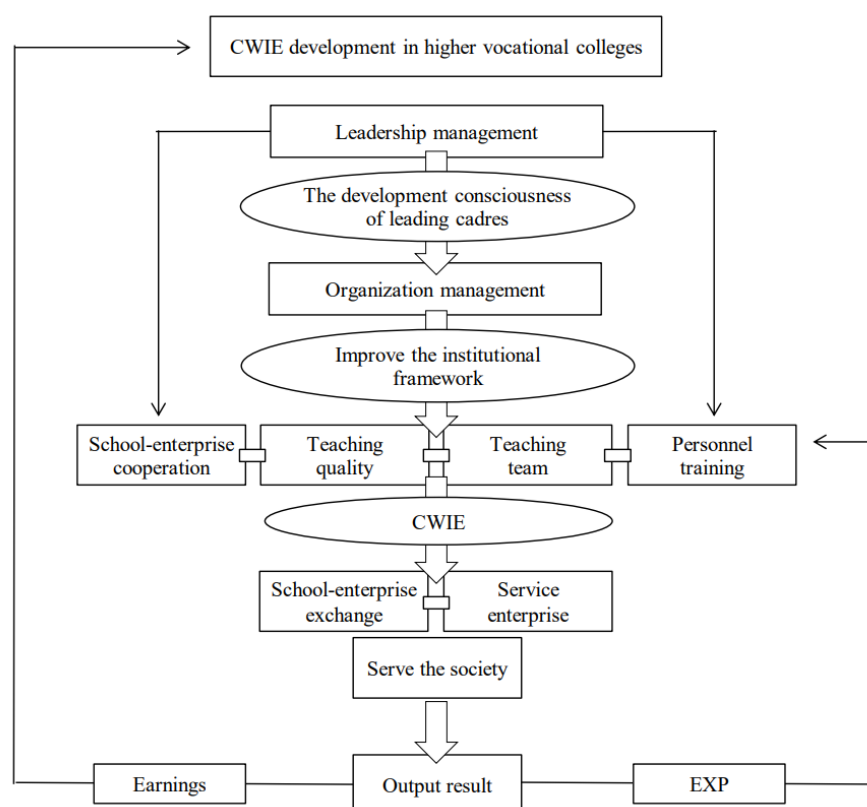 CWIE development in higher vocational colleges
Leadership management
The development consciousness
of leading cadres
Organization management
Improve the institutional
framework
School-enterprise
cooperation
Teaching
quality
Teaching
team
Personnel
training
CWIE
School-enterprise
exchange
Service
enterprise
Serve the society
Earnings
Output result
EXP